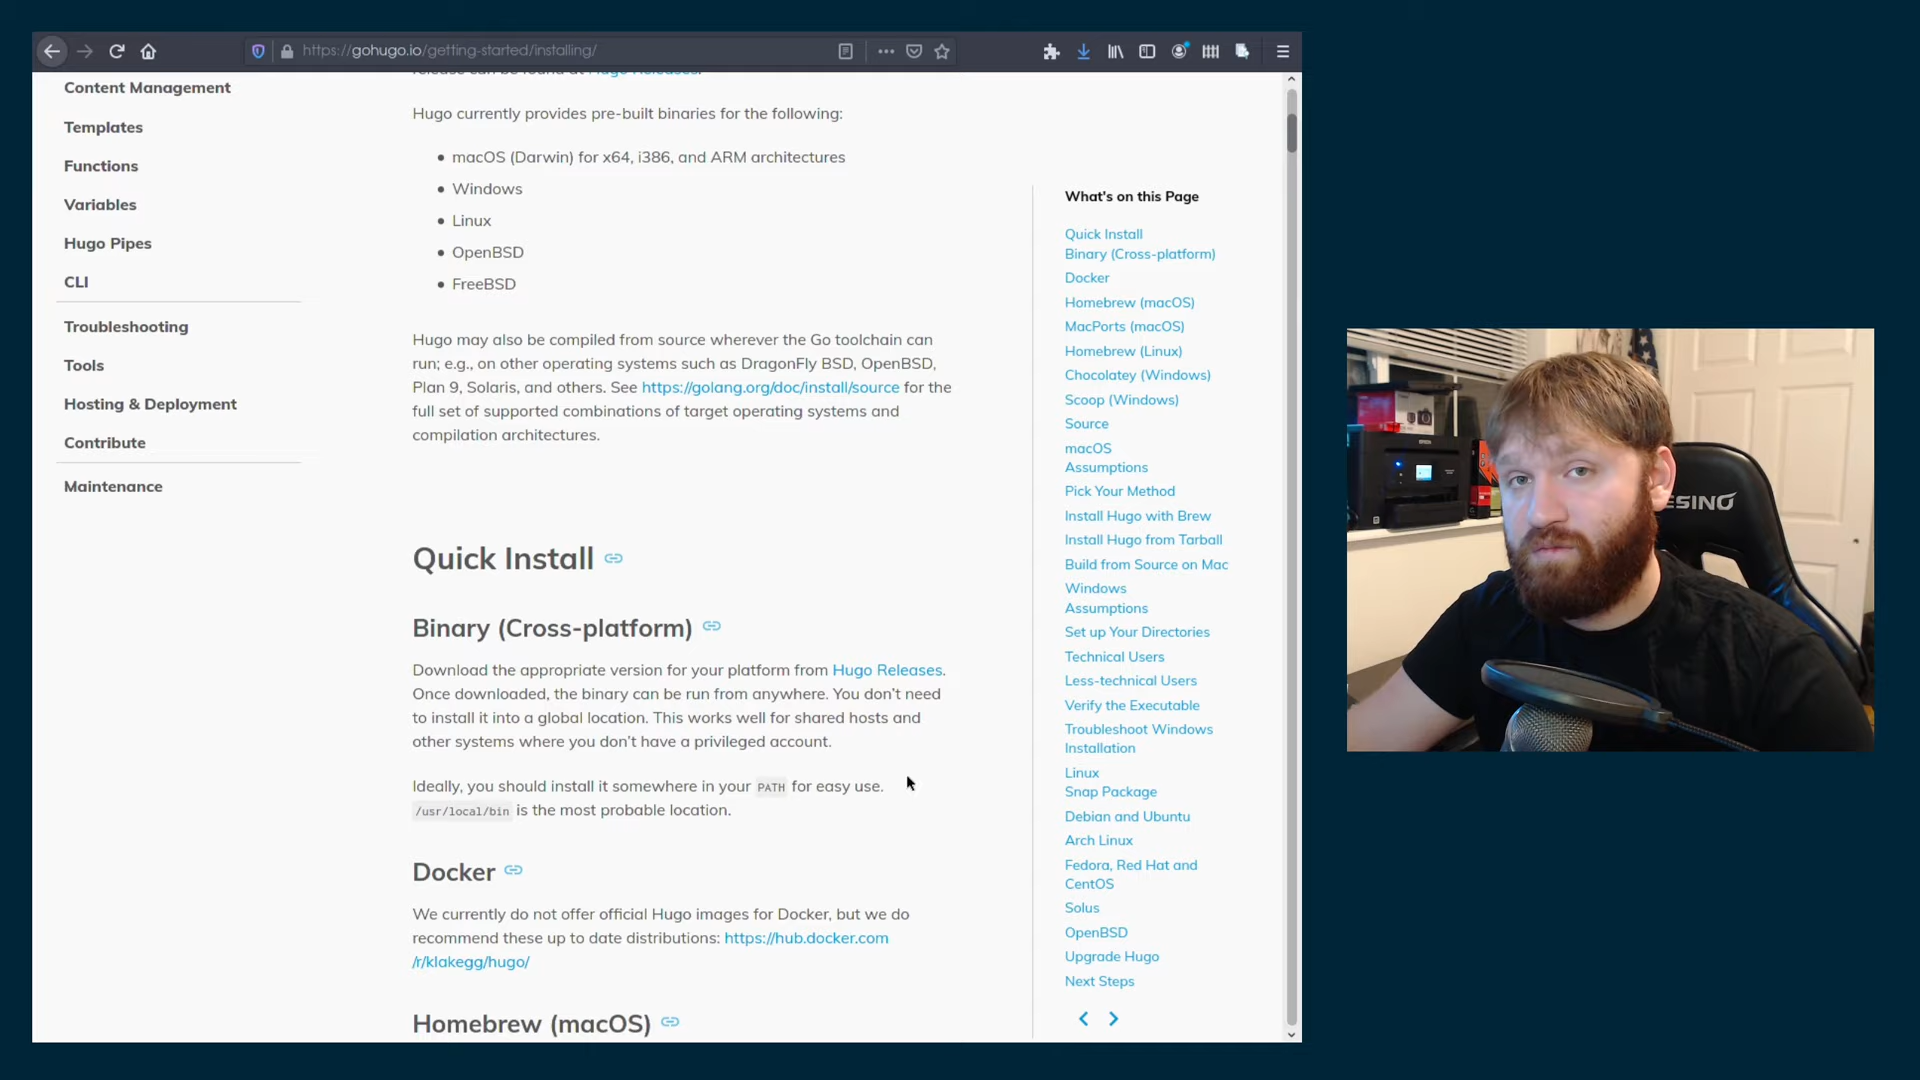 https://gohugo.io/getting-started/installing/
Content Management
Templates
Functions
Variables
Hugo Pipes
CLI
Troubleshooting
Tools
Hosting & Deployment
Contribute
Maintenance
release can be found at Hugo Releases.
Hugo currently provides pre-built binaries for the following:
macOS (Darwin) for x64, i386, and ARM architectures
Windows
Linux
OpenBSD
FreeBSD
Hugo may also be compiled from source wherever the Go toolchain can
run; e.g., on other operating systems such as DragonFly BSD, OpenBSD,
Plan 9, Solaris, and others. See https://golang.org/doc/install/source for the
full set of supported combinations of target operating systems and
compilation architectures.
Quick Install
Binary (Cross-platform)
Download the appropriate version for your platform from Hugo Releases.
Once downloaded, the binary can be run from anywhere. You don't need
to install it into a global location. This works well for shared hosts and
other systems where you don't have a privileged account.
Ideally, you should install it somewhere in your PATH for easy use.
/usr/local/bin is the most probable location.
Docker
We currently do not offer official Hugo images for Docker, but we do
recommend these up to date distributions: https://hub.docker.com
/r/klakegg/hugo/
Homebrew (macOS)
What's on this Page
Quick Install
Binary (Cross-platform)
Docker
Homebrew (macOS)
MacPorts (macOS)
Homebrew (Linux)
Chocolatey (Windows)
Scoop (Windows)
Source
macOS
Assumptions
Pick Your Method
Install Hugo with Brew
Install Hugo from Tarball
Build from Source on Mac
Windows
Assumptions
Set up Your Directories
Technical Users
Less-technical Users
Verify the Executable
Troubleshoot Windows
Installation
Linux
Snap Package
Debian and Ubuntu
Arch Linux
Fedora, Red Hat and
CentOS
Solus
OpenBSD
Upgrade Hugo
Next Steps
EPSON
ESINO